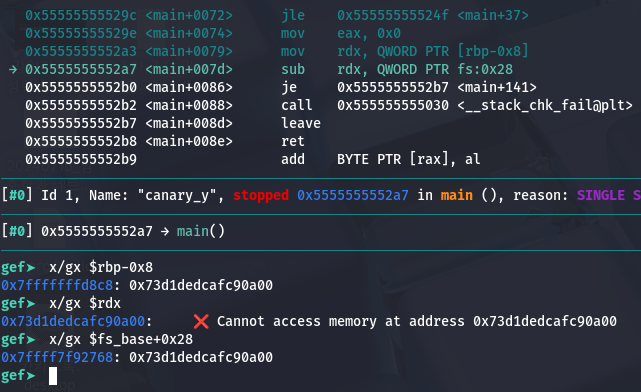 0x55555555529c <main+0072> jle 0x55555555524f <main+37>
0x55555555529e <main+0074> mov eax, 0x0
0x5555555552a3 <main+0079> mov rdx, QWORD PTR [rbp-0x8]
→ 0x5555555552a7 <main+007d> sub rdx, QWORD PTR fs:0x28
0x5555555552b0 <main+0086> je 0x5555555552b7 <main+141>
0x5555555552b2 <main+0088> call 0x555555555030 <__stack_chk_fail@plt>
0x5555555552b7 <main+008d> leave
0x5555555552b8 <main+008e> ret
0x5555555552b9 add BYTE PTR [rax], al
[#0] Id 1, Name: "canary_y", stopped 0x5555555552a7 in main (), reason: SINGLE S
[#0] 0x5555555552a7 → main()
gef➤ x/gx $rbp-0x8
0x7fffffffd8c8: 0x73d1dedcafc90a00
gef➤ x/gx $rdx
0x73d1dedcafc90a00: ❌ Cannot access memory at address 0x73d1dedcafc90a00
gef➤ x/gx $fs_base+0x28
0x7ffff7f92768: 0x73d1dedcafc90a00
gef➤